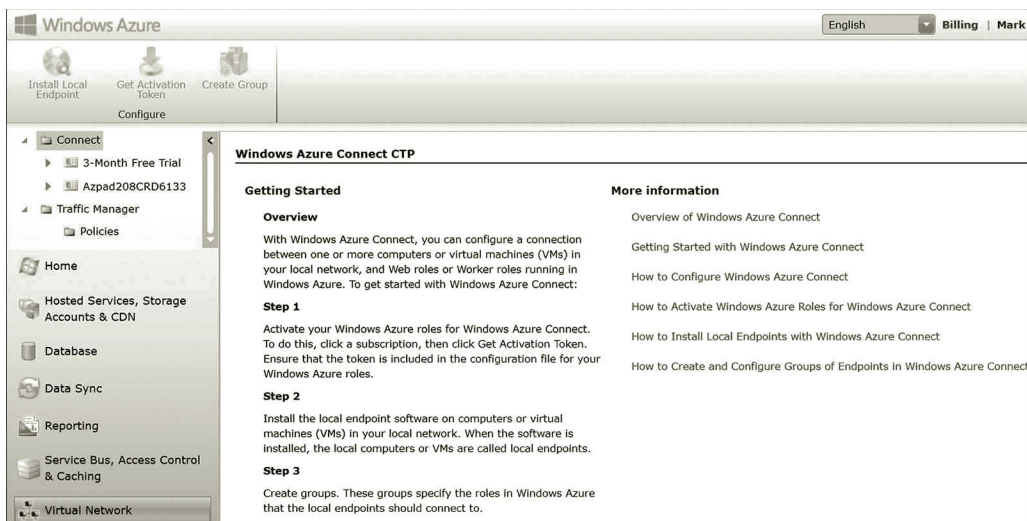 Windows Azure
English
Billing | Mark
Install Local
Endpoint
Get Activation
Token
Create Group
Configure
Connect
3-Month Free Trial
Azpad208CRD6133
Traffic Manager
Policies
Home
Hosted Services, Storage
Accounts & CDN
Database
Data Sync
Reporting
Service Bus, Access Control
& Caching
Virtual Network
Windows Azure Connect CTP
Getting Started
Overview
With Windows Azure Connect, you can configure a connection
between one or more computers or virtual machines (VMs) in
your local network, and Web roles or Worker roles running in
Windows Azure. To get started with Windows Azure Connect:
Step 1
Activate your Windows Azure roles for Windows Azure Connect.
To do this, click a subscription, then click Get Activation Token.
Ensure that the token is included in the configuration file for your
Windows Azure roles.
Step 2
Install the local endpoint software on computers or virtual
machines (VMs) in your local network. When the software is
installed, the local computers or VMs are called local endpoints.
Step 3
Create groups. These groups specify the roles in Windows Azure
that the local endpoints should connect to.
More information
Overview of Windows Azure Connect
Getting Started with Windows Azure Connect
How to Configure Windows Azure Connect
How to Activate Windows Azure Roles for Windows Azure Connect
How to Install Local Endpoints with Windows Azure Connect
How to Create and Configure Groups of Endpoints in Windows Azure Connect